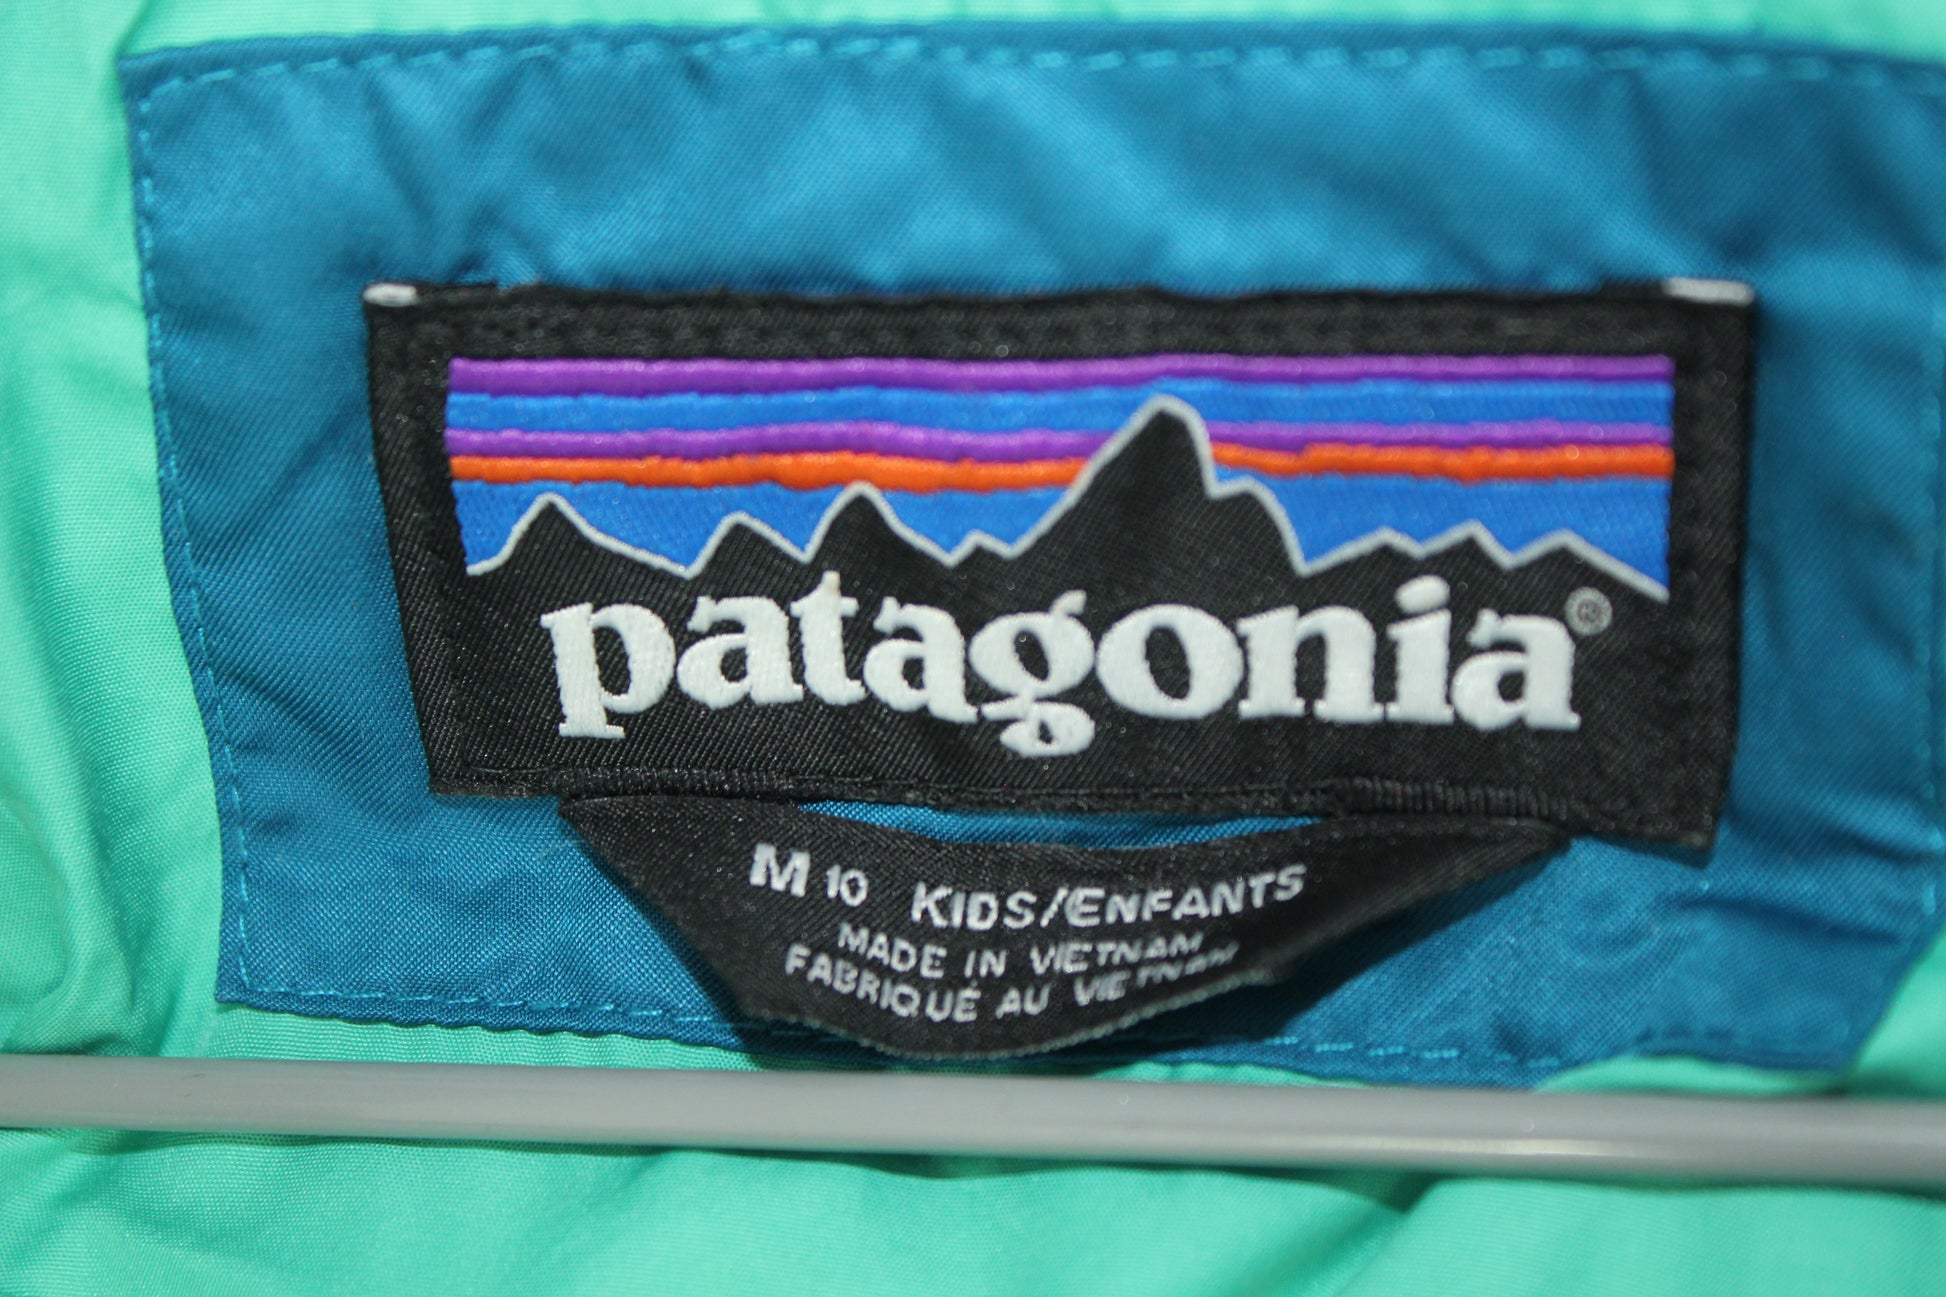 patagonia®
M 10 KIDS/ENFANTS
MADE IN VIETNAM
FABRIQUÉ AU VIETNAM